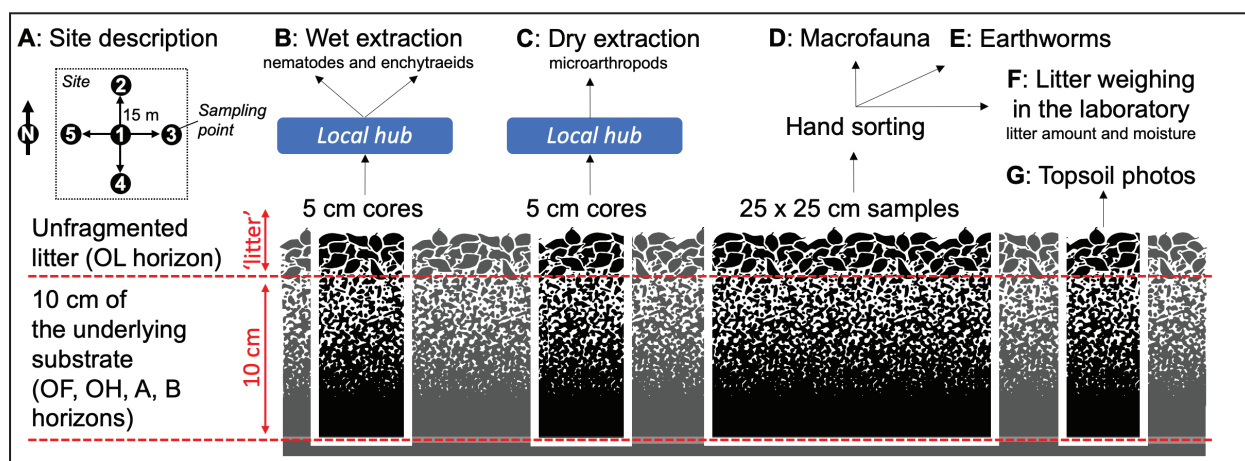 A: Site description
Site
2
15 m
5
1
3
4
N
Sampling
point
B: Wet extraction
nematodes and enchytraeids
Local hub
5 cm cores
C: Dry extraction
microarthropods
Local hub
5 cm cores
D: Macrofauna
E: Earthworms
F: Litter weighing
in the laboratory
litter amount and moisture
Hand sorting
25 x 25 cm samples
G: Topsoil photos
Unfragmented
litter (OL horizon)
'litter'
10 cm of
the underlying
substrate
(OF, OH, A, B
horizons)
10 cm